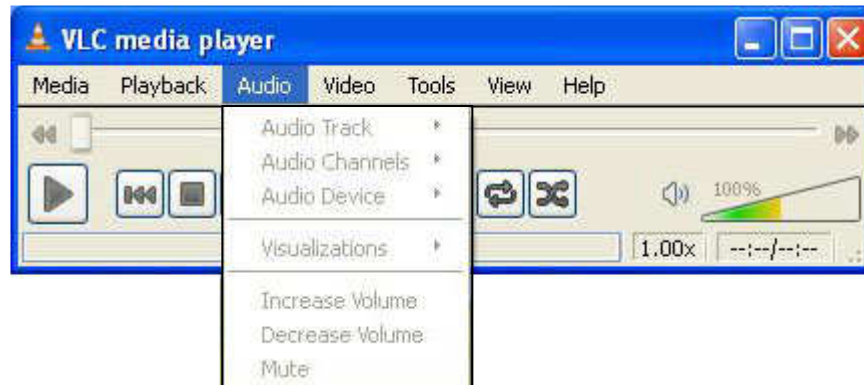 VLC media player
Media Playback Audio Video Tools View Help
Audio Track
Audio Channels
Audio Device
100%
Visualizations
1.00x --:--/--:--
Increase Volume
Decrease Volume
Mute